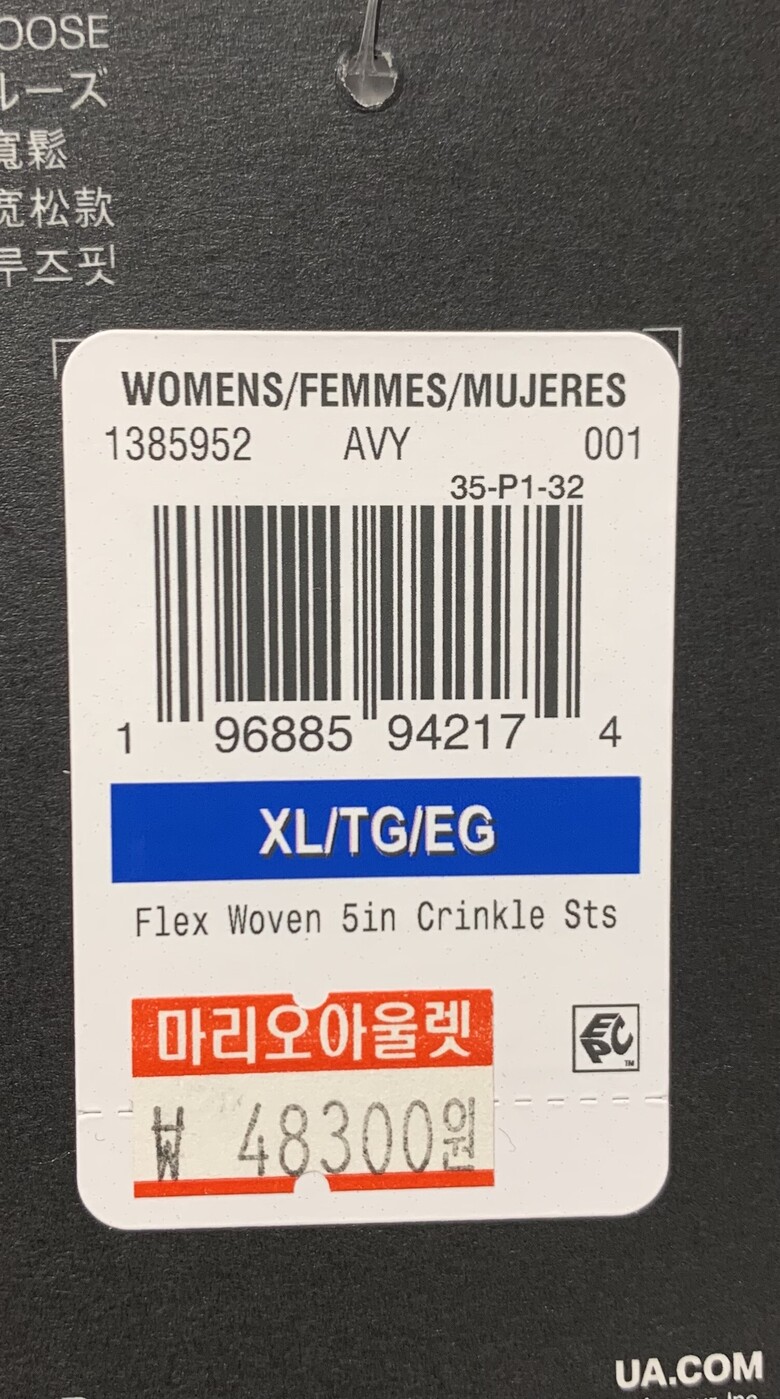 OOSE
ルーズ
寬鬆
宽松款
루즈핏
WOMENS/FEMMES/MUJERES
1385952 AVY 001
35-P1-32
1 96885 94217 4
XL/TG/EG
Flex Woven 5in Crinkle Sts
마리오아울렛
EPC
TM
₩ 48300원
UA.COM